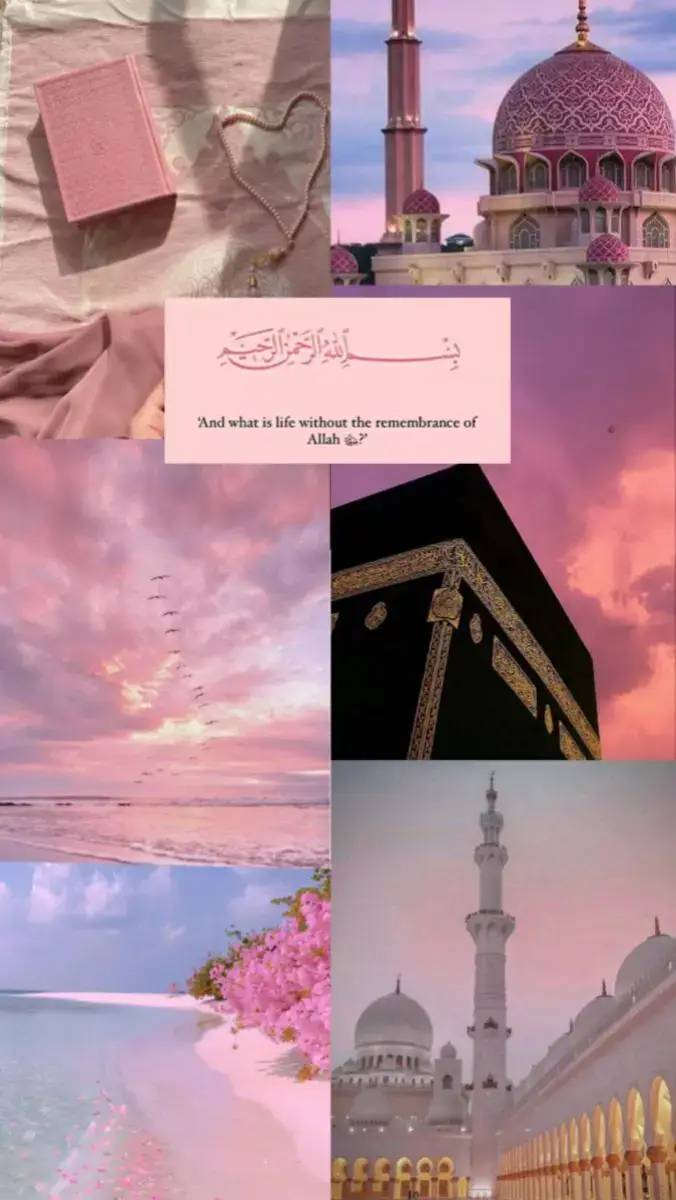 بِسْمِ ٱللَّٰهِ ٱلرَّحْمَٰنِ ٱلرَّحِيمِ
‘And what is life without the remembrance of
Allah ﷻ?’